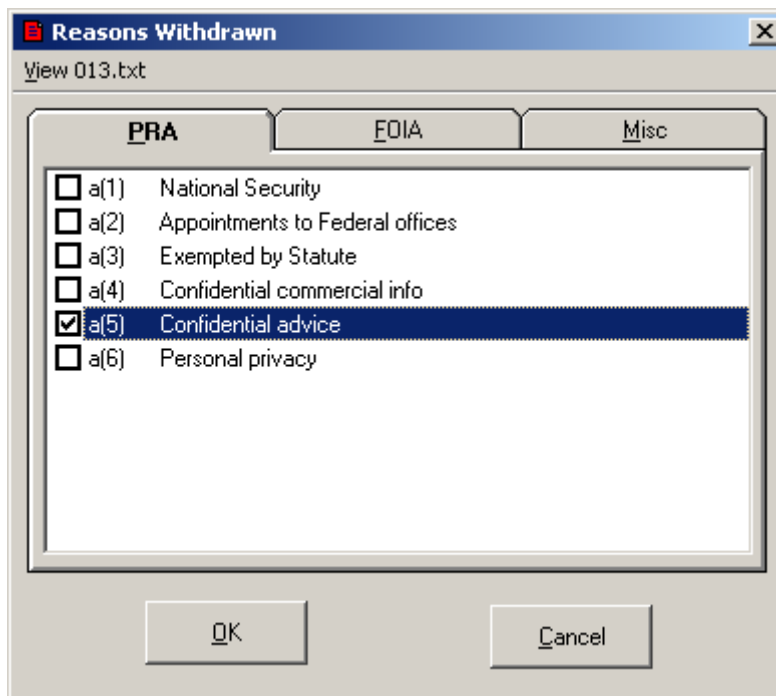 Reasons Withdrawn
View 013.txt
PRA FOIA Misc
a(1) National Security
a(2) Appointments to Federal offices
a(3) Exempted by Statute
a(4) Confidential commercial info
a(5) Confidential advice
a(6) Personal privacy
OK Cancel